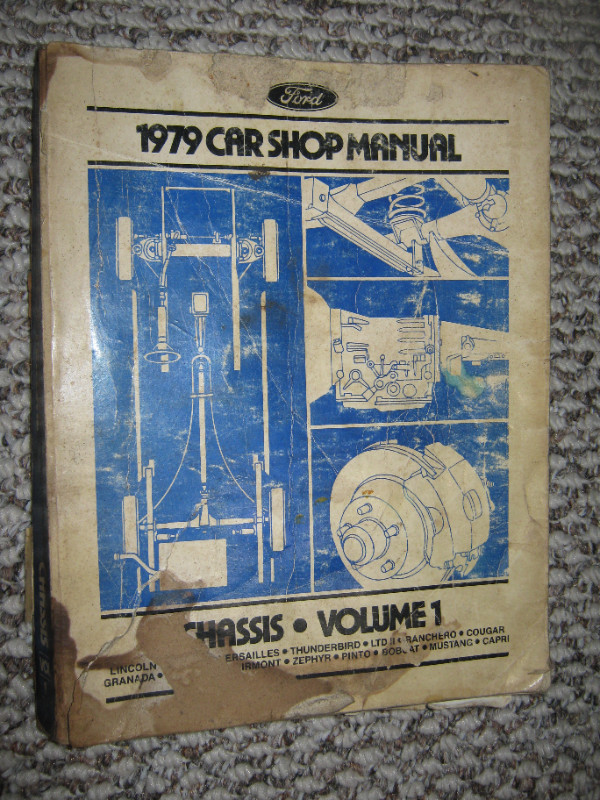 Ford
1979 CAR SHOP MANUAL
CHASSIS • VOLUME 1
LINCOLN ERSAILLES • THUNDERBIRD • LTD II • RANCHERO • COUGAR
GRANADA • IRMONT • ZEPHYR • PINTO • BOBCAT • MUSTANG • CAPRI